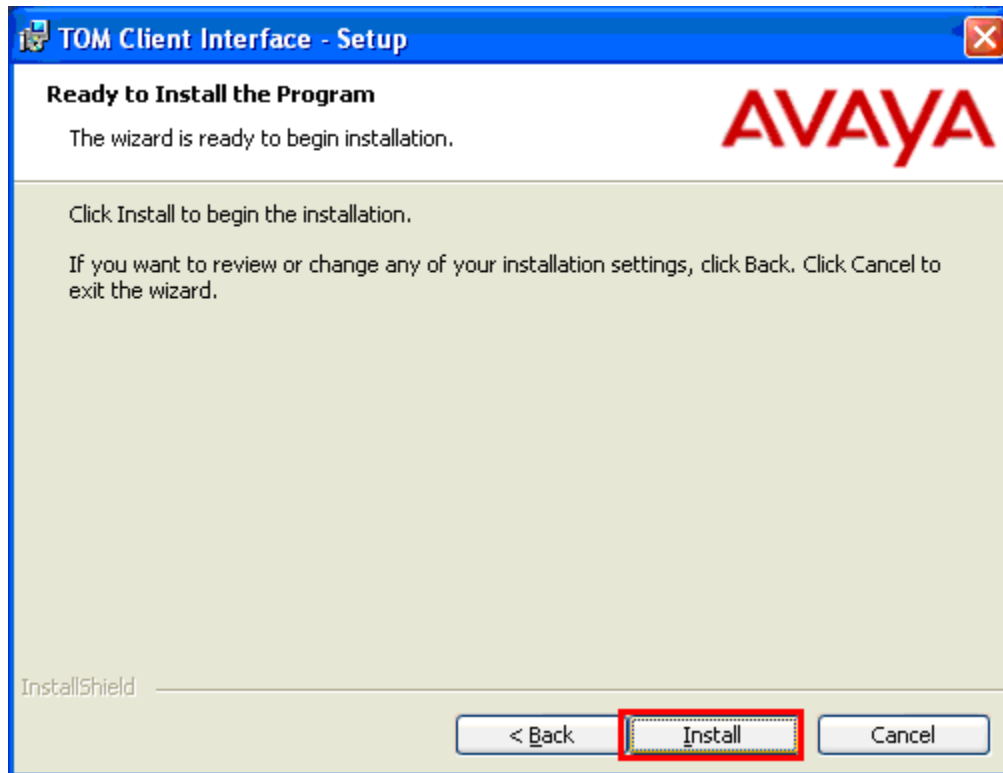 TOM Client Interface - Setup
Ready to Install the Program
The wizard is ready to begin installation.
AVAYA
Click Install to begin the installation.
If you want to review or change any of your installation settings, click Back. Click Cancel to
exit the wizard.
InstallShield
< Back
Install
Cancel